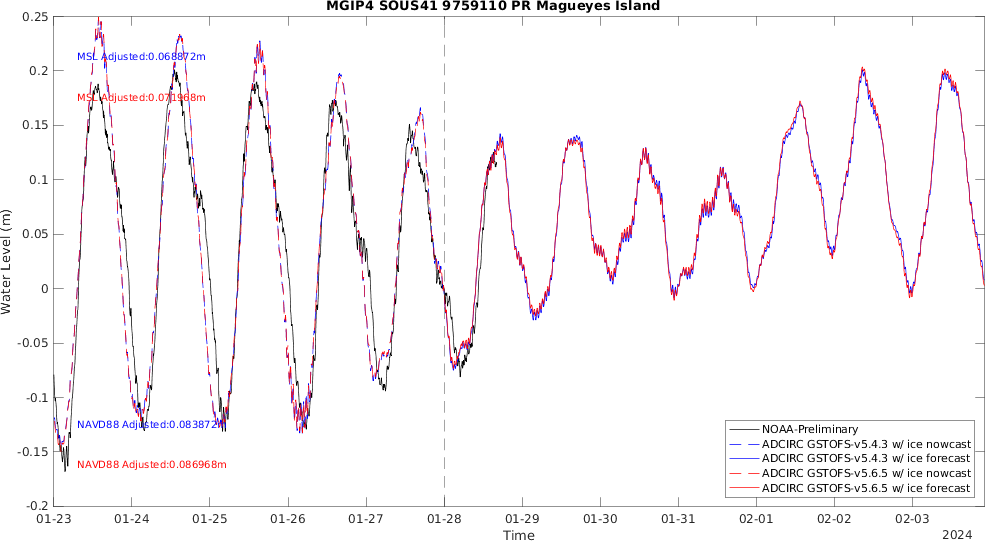 MGIP4 SOUS41 9759110 PR Magueyes Island
0.25
0.2
0.15
0.1
0.05
0
-0.05
-0.1
-0.15
-0.2
Water Level (m)
MSL Adjusted:0.068872m
MSL Adjusted:0.071968m
NAVD88 Adjusted:0.083872m
NAVD88 Adjusted:0.086968m
NOAA-Preliminary
ADCIRC GSTOFS-v5.4.3 w/ ice nowcast
ADCIRC GSTOFS-v5.4.3 w/ ice forecast
ADCIRC GSTOFS-v5.6.5 w/ ice nowcast
ADCIRC GSTOFS-v5.6.5 w/ ice forecast
01-23 01-24 01-25 01-26 01-27 01-28 01-29 01-30 01-31 02-01 02-02 02-03
Time
2024